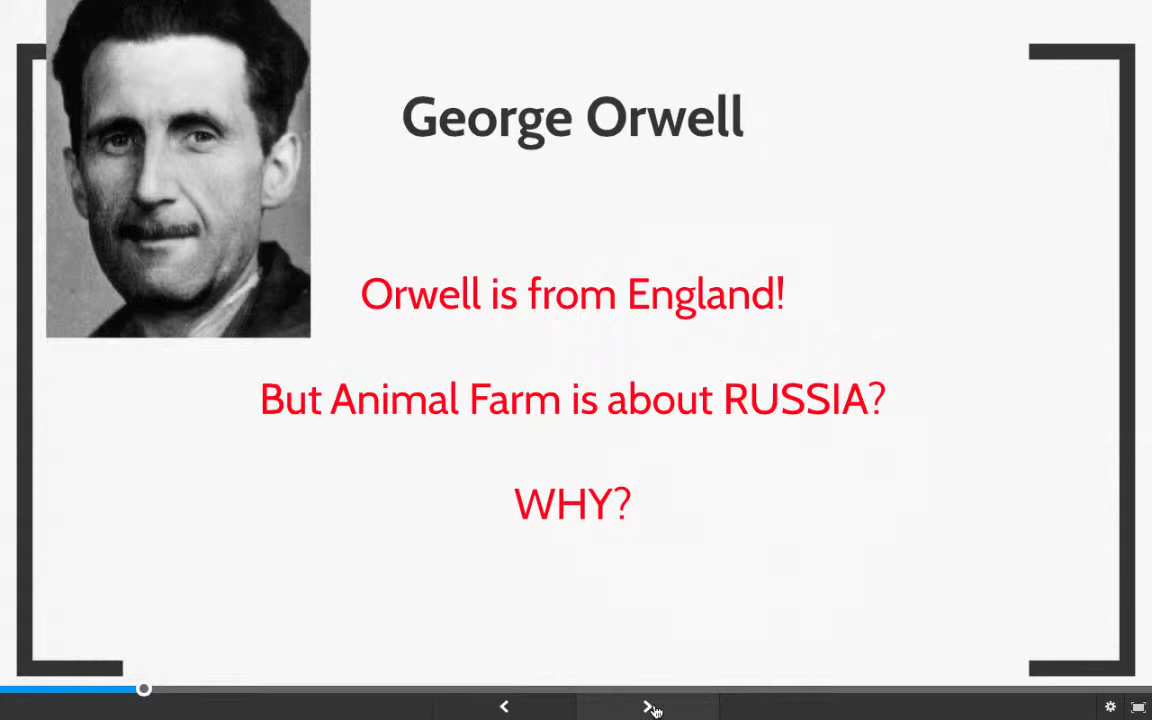 George Orwell
Orwell is from England!
But Animal Farm is about RUSSIA?
WHY?